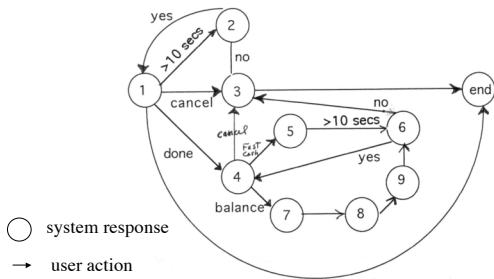 yes
2
>10 secs
no
1
3
end
cancel
no
cancel
5
>10 secs
6
Fast
cash
done
yes
4
9
balance
7
8
system response
user action